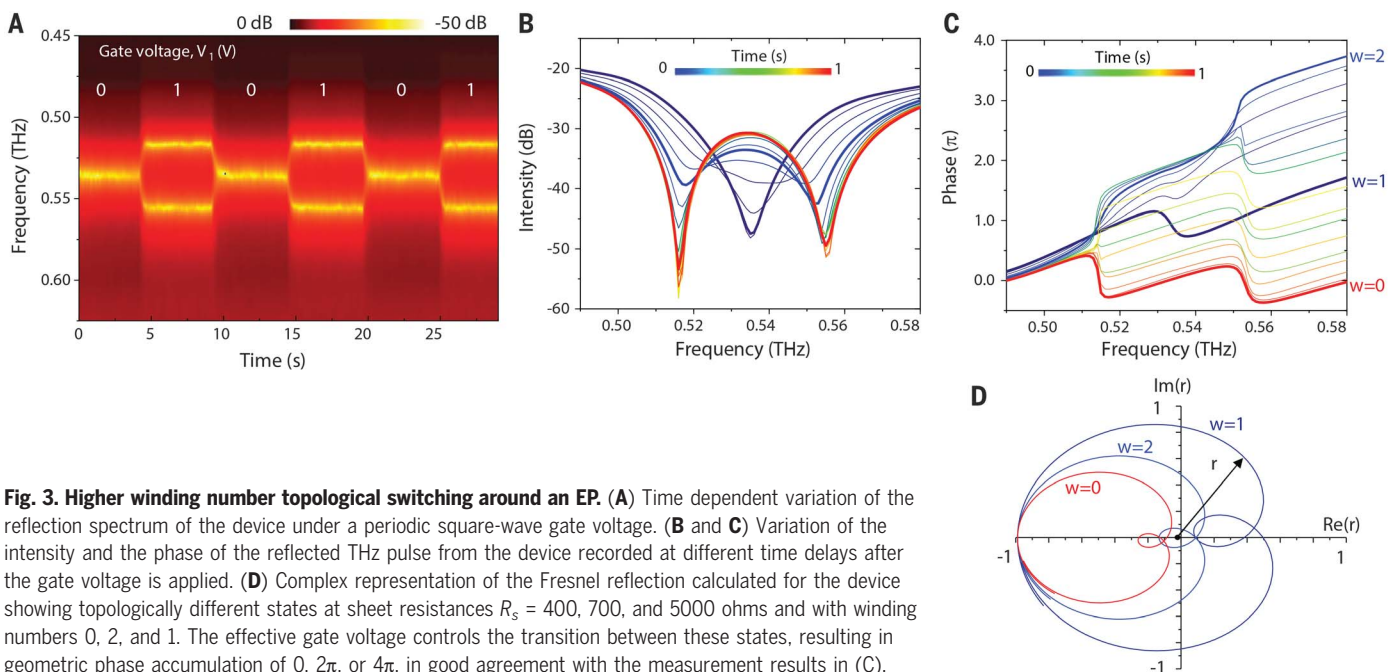 A
0 dB
-50 dB
Gate voltage, V1 (V)
0 1 0 1 0 1
0.45
0.50
0.55
0.60
Frequency (THz)
0 5 10 15 20 25
Time (s)
B
Time (s)
0 1
-20
-30
-40
-50
-60
Intensity (dB)
0.50 0.52 0.54 0.56 0.58
Frequency (THz)
C
Time (s)
0 1
4.0
3.0
2.0
1.0
0.0
Phase (π)
w=2
w=1
w=0
0.50 0.52 0.54 0.56 0.58
Frequency (THz)
D
Im(r)
1
w=1
w=2
r
w=0
Re(r)
-1
1
-1
Fig. 3. Higher winding number topological switching around an EP. (A) Time dependent variation of the
reflection spectrum of the device under a periodic square-wave gate voltage. (B and C) Variation of the
intensity and the phase of the reflected THz pulse from the device recorded at different time delays after
the gate voltage is applied. (D) Complex representation of the Fresnel reflection calculated for the device
showing topologically different states at sheet resistances Rs = 400, 700, and 5000 ohms and with winding
numbers 0, 2, and 1. The effective gate voltage controls the transition between these states, resulting in
geometric phase accumulation of 0, 2π, or 4π, in good agreement with the measurement results in (C).